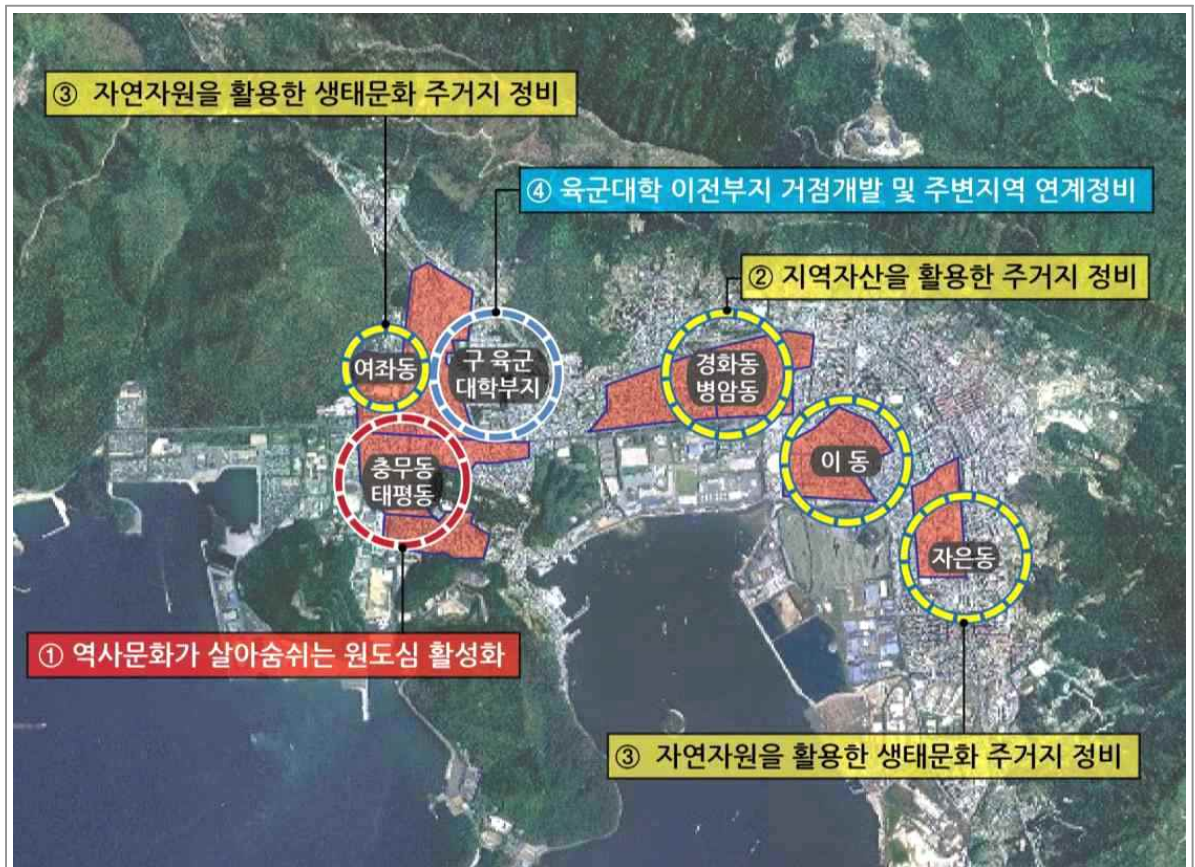 ③ 자연자원을 활용한 생태문화 주거지 정비
④ 육군대학 이전부지 거점개발 및 주변지역 연계정비
② 지역자산을 활용한 주거지 정비
여좌동
구 육군
대학부지
경화동
병암동
충무동
태평동
이 동
자은동
① 역사문화가 살아숨쉬는 원도심 활성화
③ 자연자원을 활용한 생태문화 주거지 정비